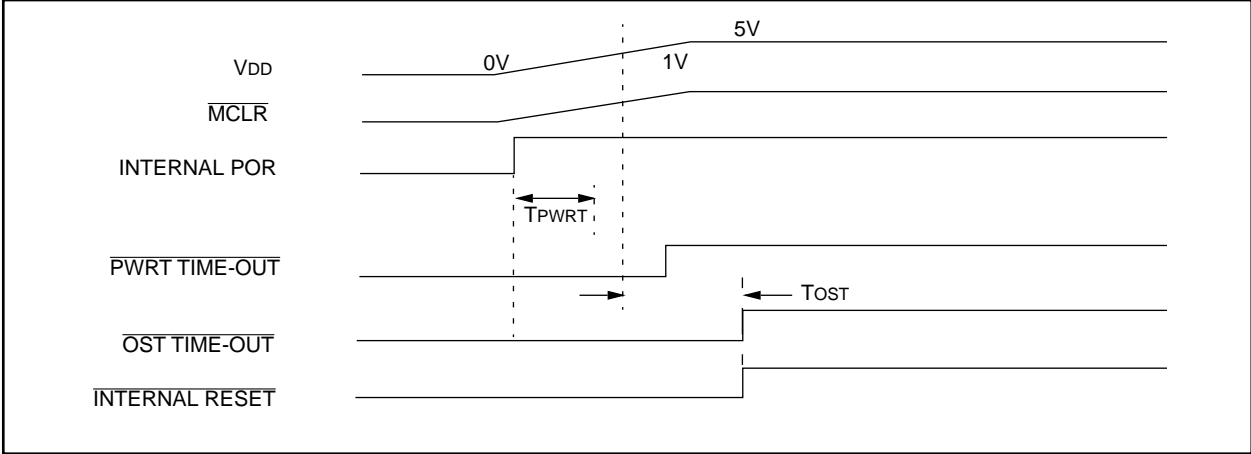 5V
VDD 0V 1V
MCLR
INTERNAL POR
TPWRT
PWRT TIME-OUT
TOST
OST TIME-OUT
INTERNAL RESET